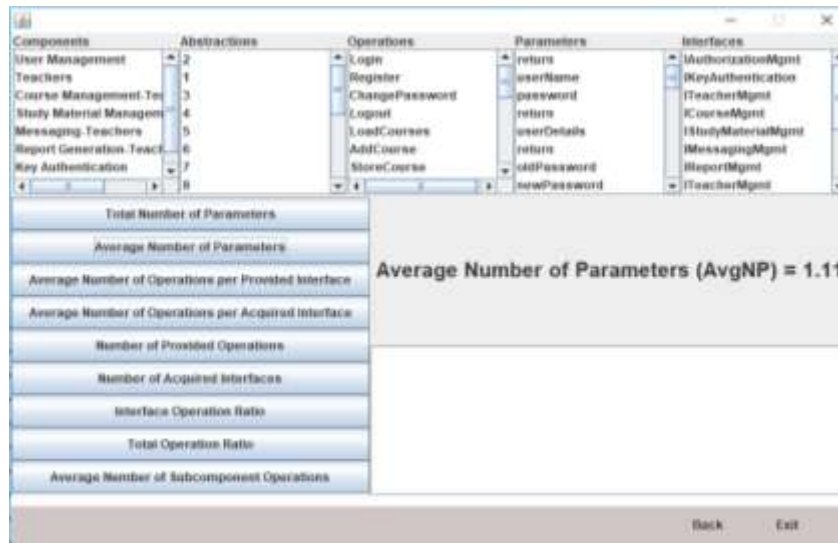 Components
User Management
Teachers
Course Management-Tea
Study Material Managem
Messaging-Teachers
Report Generation-Teach
Key Authentication
Abstractions
2
1
3
4
5
6
7
8
Operations
Login
Register
ChangePassword
Logout
LoadCourses
AddCourse
StoreCourse
Parameters
return
userName
password
return
userDetails
return
oldPassword
newPassword
Interfaces
IAuthorizationMgmt
IKeyAuthentication
ITeacherMgmt
ICourseMgmt
IStudyMaterialMgmt
IMessagingMgmt
IReportMgmt
ITeacherMgmt
Total Number of Parameters
Average Number of Parameters
Average Number of Operations per Provided Interface
Average Number of Operations per Acquired Interface
Number of Provided Operations
Number of Acquired Interfaces
Interface Operation Ratio
Total Operation Ratio
Average Number of Subcomponent Operations
Average Number of Parameters (AvgNP) = 1.11
Back
Exit